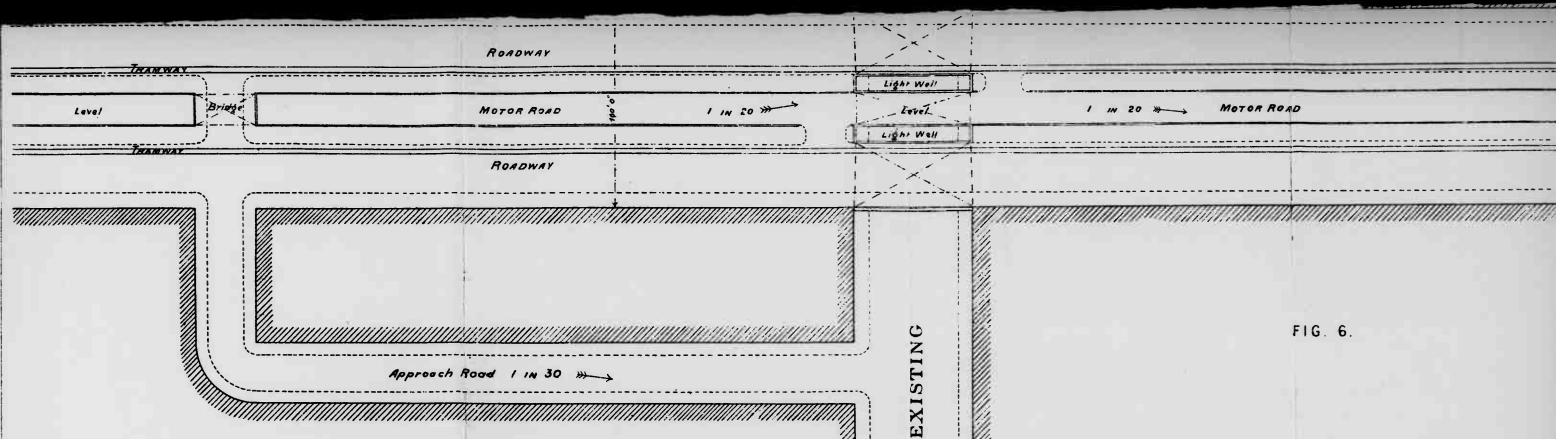 ROADWAY
TRAMWAY
Light Well
Level
Bridge
MOTOR ROAD
1 IN 20
Level
1 IN 20
MOTOR ROAD
Light Well
TRAMWAY
ROADWAY
FIG. 6.
Approach Road 1 IN 30
EXISTING